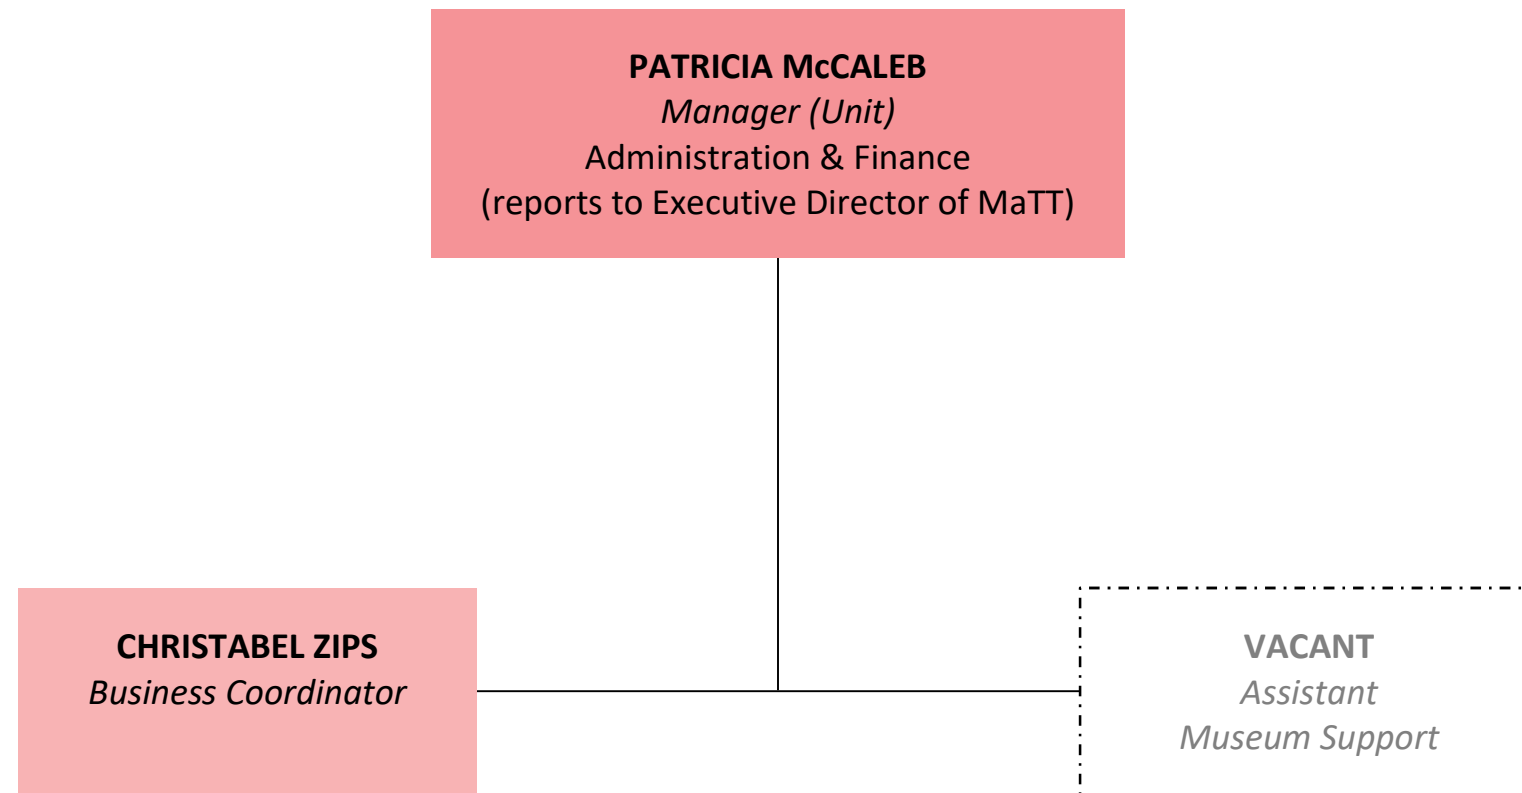 PATRICIA McCALEB
Manager (Unit)
Administration & Finance
(reports to Executive Director of MaTT)
CHRISTABEL ZIPS
Business Coordinator
VACANT
Assistant
Museum Support